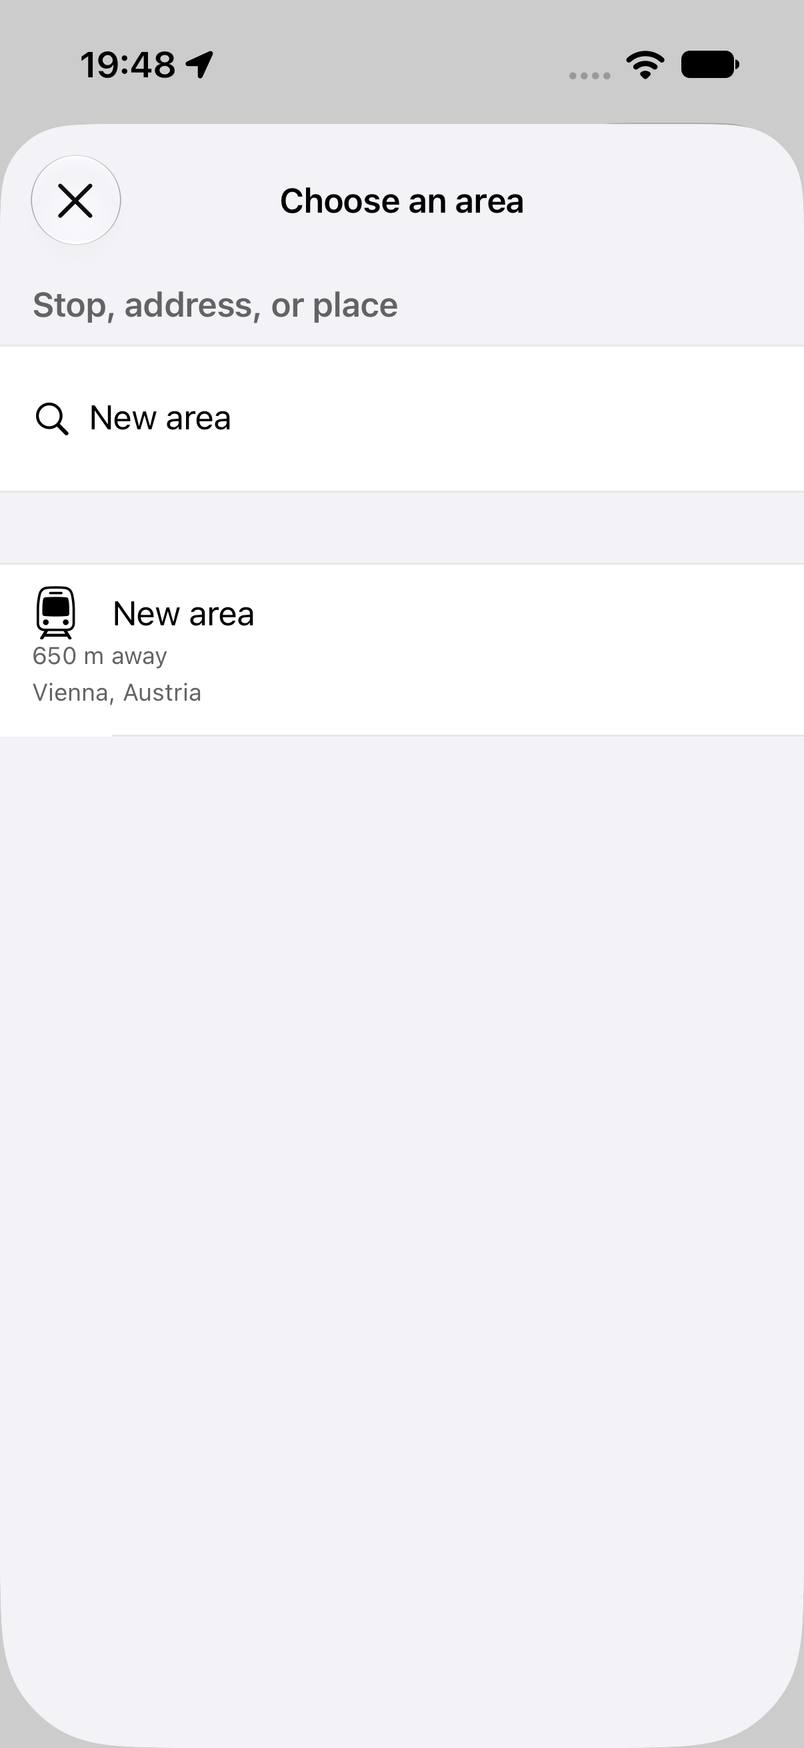 19:48
Choose an area
Stop, address, or place
New area
New area
650 m away
Vienna, Austria